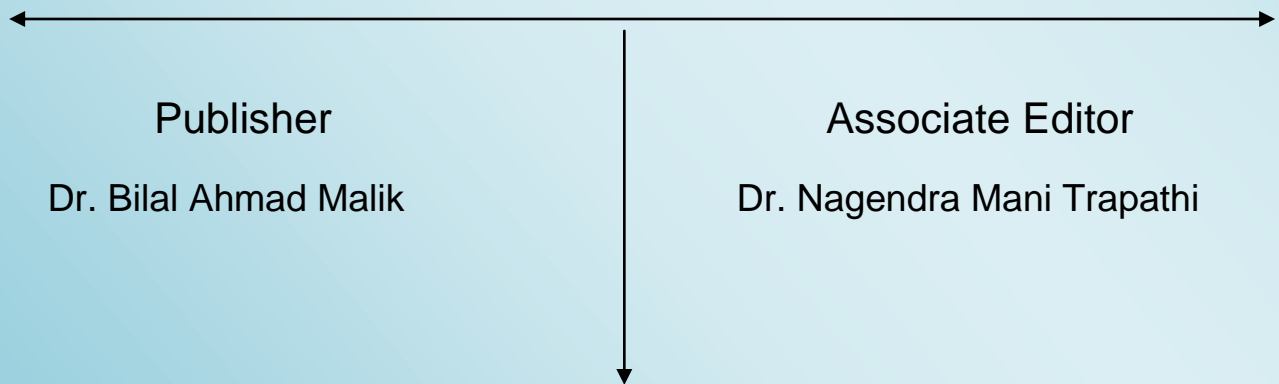 Publisher
Dr. Bilal Ahmad Malik
Associate Editor
Dr. Nagendra Mani Trapathi